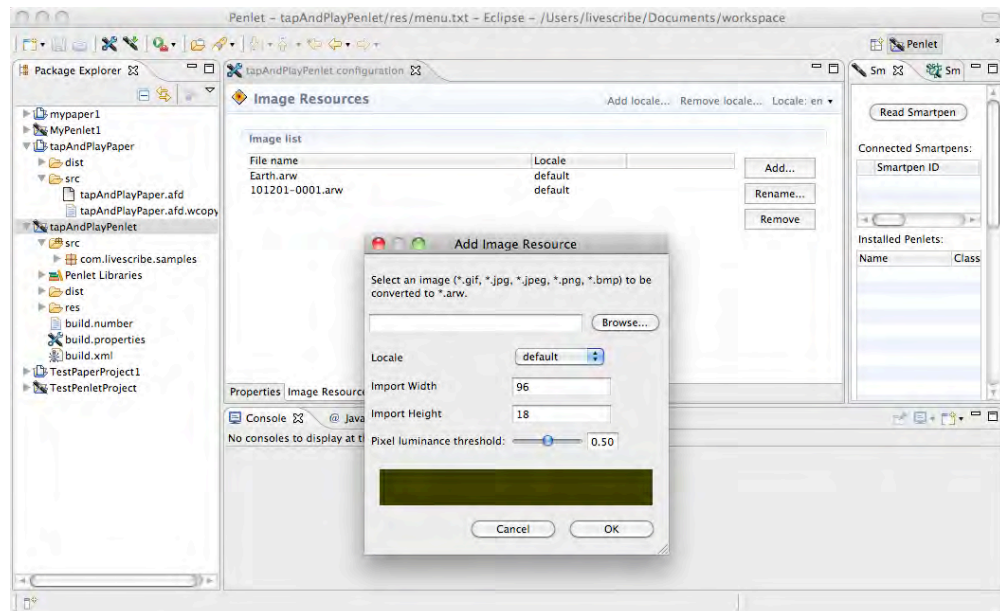 Penlet – tapAndPlayPenlet/res/menu.txt – Eclipse – /Users/livescribe/Documents/workspace
Penlet
Package Explorer
mypaper1
MyPenlet1
tapAndPlayPaper
dist
src
tapAndPlayPaper.afd
tapAndPlayPaper.afd.wcopy
tapAndPlayPenlet
src
com.livescribe.samples
Penlet Libraries
dist
res
build.number
build.properties
build.xml
TestPaperProject1
TestPenletProject
tapAndPlayPenlet configuration
Image Resources
Add locale... Remove locale... Locale: en
Image list
File name Locale
Earth.arw default
101201-0001.arw default
Add...
Rename...
Remove
Properties Image Resourc
Console @ Java
No consoles to display at t
Add Image Resource
Select an image (*.gif, *.jpg, *.jpeg, *.png, *.bmp) to be
converted to *.arw.
Browse...
Locale default
Import Width 96
Import Height 18
Pixel luminance threshold: 0.50
Cancel OK
Sm Sm
Read Smartpen
Connected Smartpens:
Smartpen ID
Installed Penlets:
Name Class